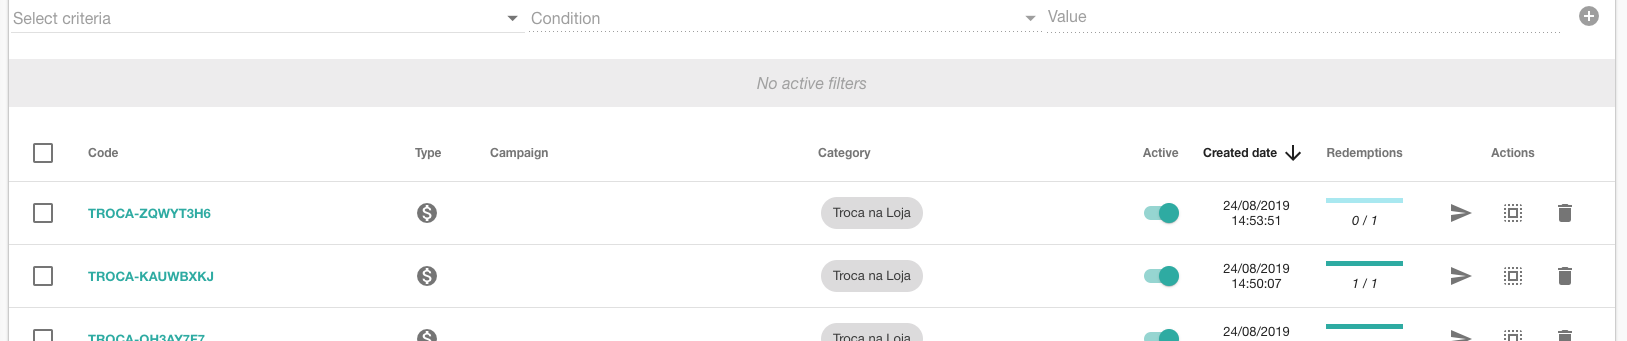 Select criteria Condition Value
No active filters
Code Type Campaign Category Active Created date Redemptions Actions
TROCA-ZQWYT3H6 Troca na Loja 24/08/2019 0 / 1
14:53:51
TROCA-KAUWBXKJ Troca na Loja 24/08/2019 1 / 1
14:50:07
Troca na Loja 24/08/2019